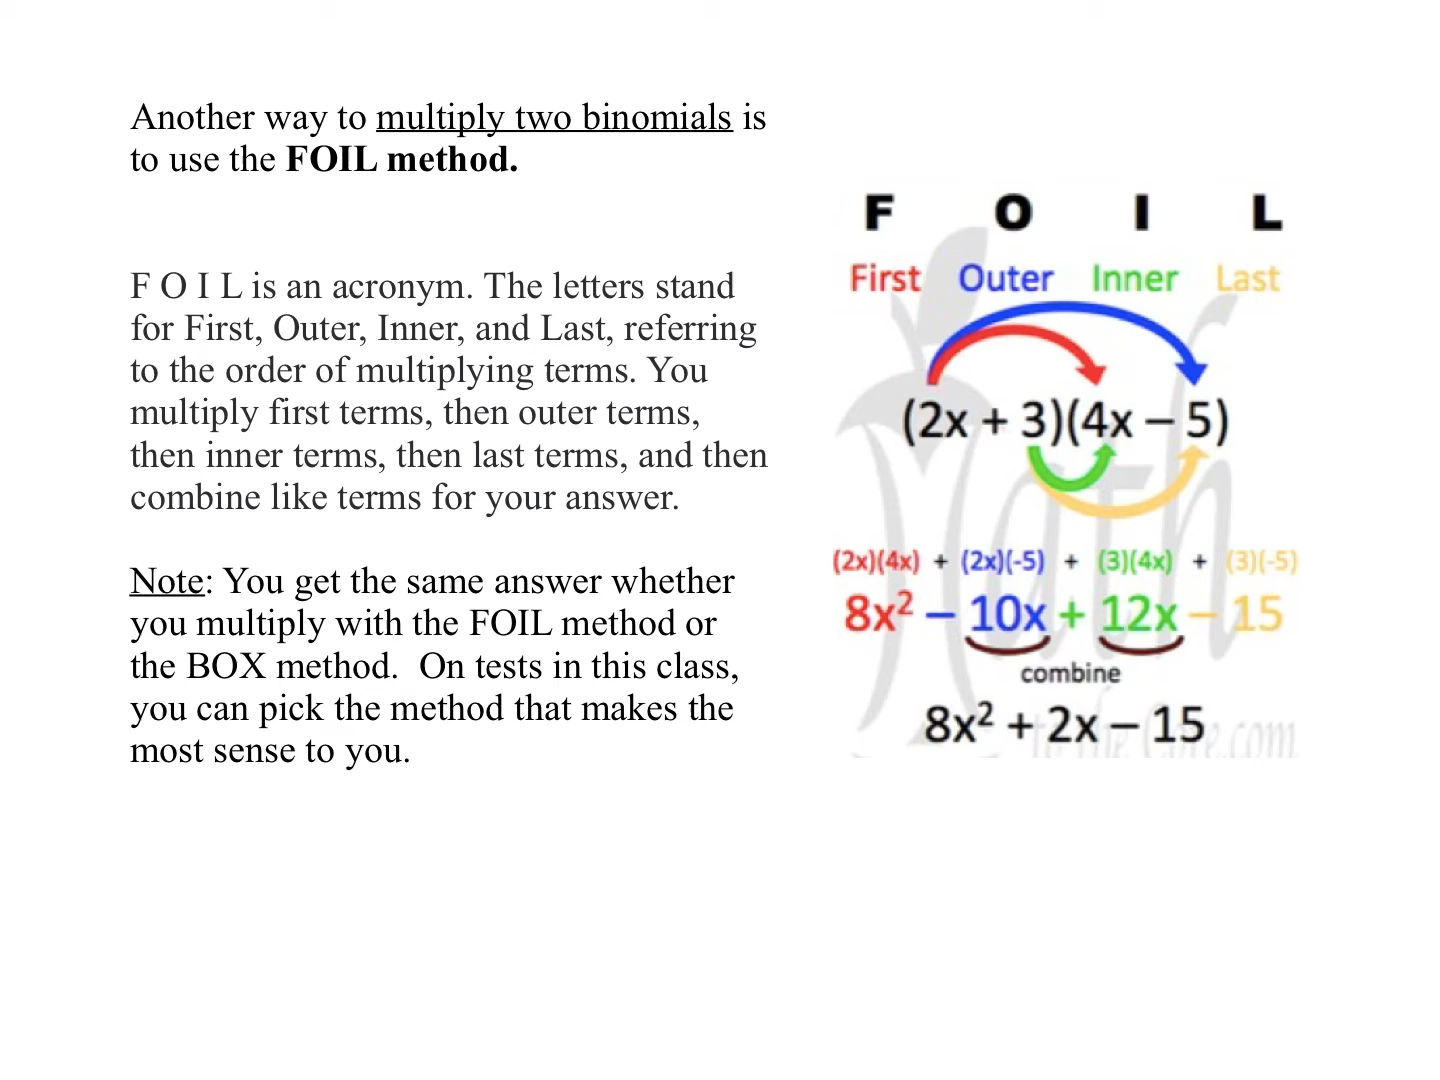 Another way to multiply two binomials is
to use the FOIL method.
F O I L is an acronym. The letters stand
for First, Outer, Inner, and Last, referring
to the order of multiplying terms. You
multiply first terms, then outer terms,
then inner terms, then last terms, and then
combine like terms for your answer.
Note: You get the same answer whether
you multiply with the FOIL method or
the BOX method. On tests in this class,
you can pick the method that makes the
most sense to you.
F O I L
First Outer Inner Last
(2x + 3)(4x – 5)
(2x)(4x) + (2x)(-5) + (3)(4x) + (3)(-5)
8x² – 10x + 12x – 15
combine
8x² + 2x – 15